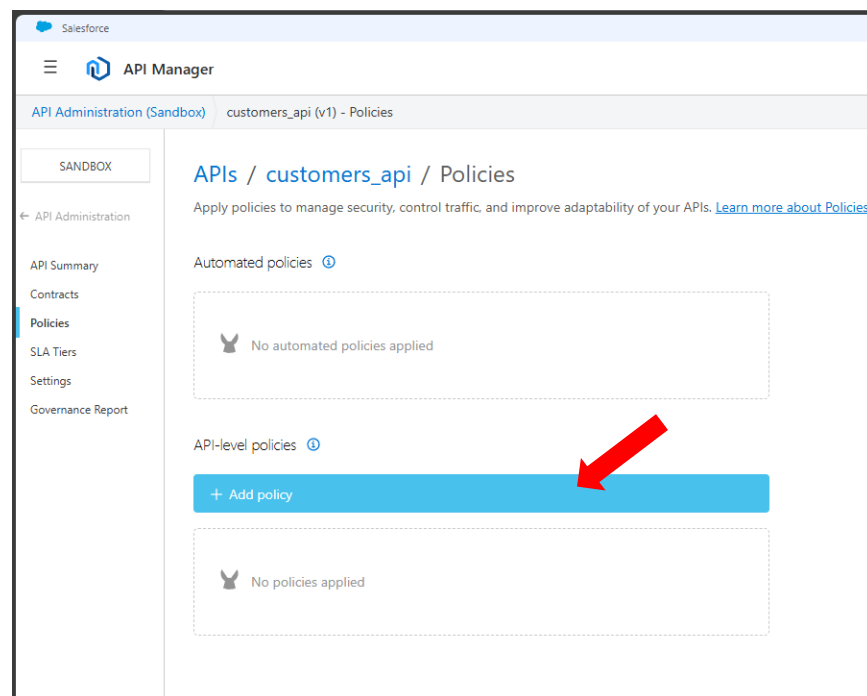 Salesforce
API Manager
API Administration (Sandbox) customers_api (v1) - Policies
SANDBOX
← API Administration
API Summary
Contracts
Policies
SLA Tiers
Settings
Governance Report
APIs / customers_api / Policies
Apply policies to manage security, control traffic, and improve adaptability of your APIs. Learn more about Policies
Automated policies
No automated policies applied
API-level policies
+ Add policy
No policies applied